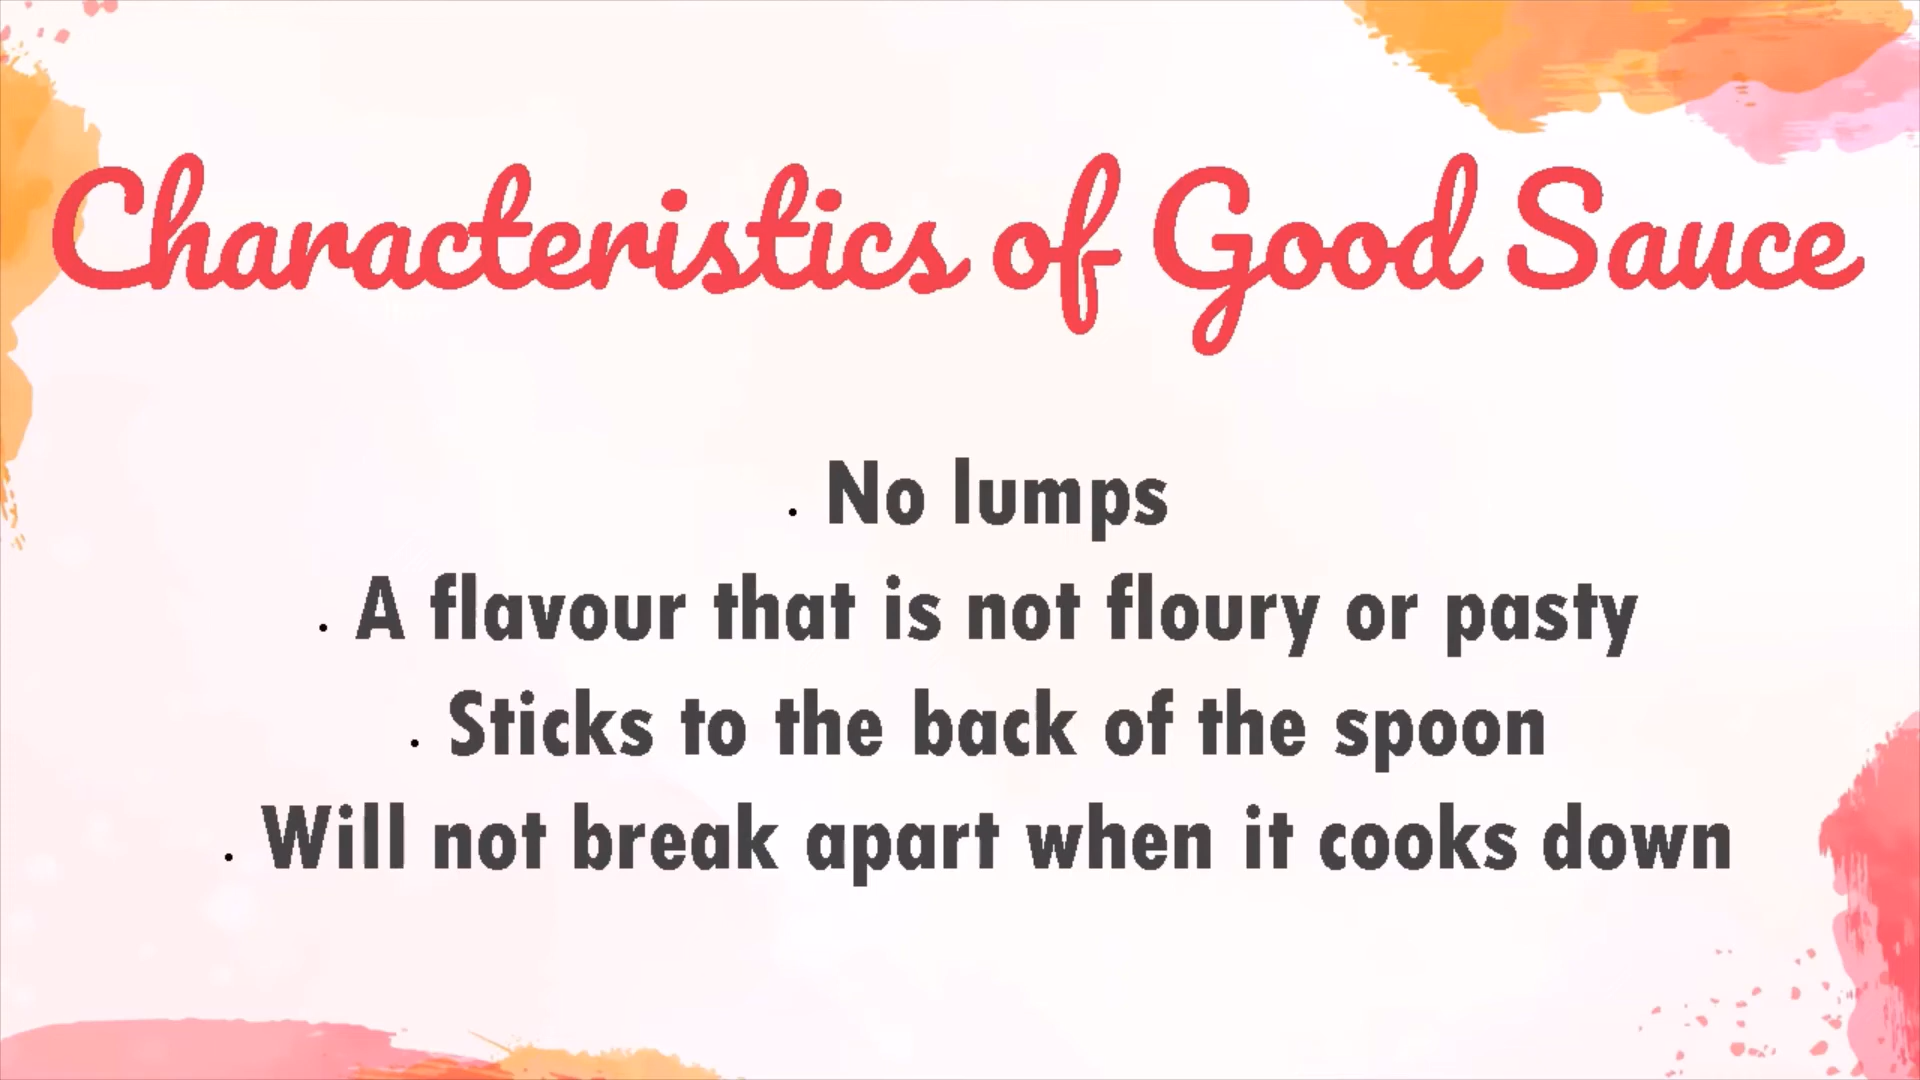 Characteristics of Good Sauce
. No lumps
. A flavour that is not floury or pasty
. Sticks to the back of the spoon
. Will not break apart when it cooks down